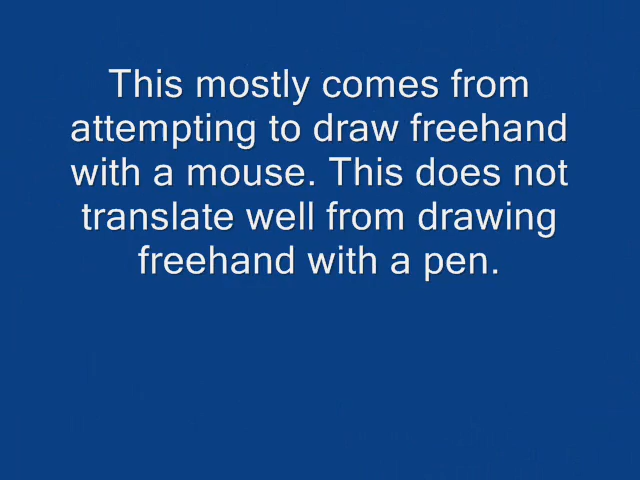 This mostly comes from
attempting to draw freehand
with a mouse. This does not
translate well from drawing
freehand with a pen.